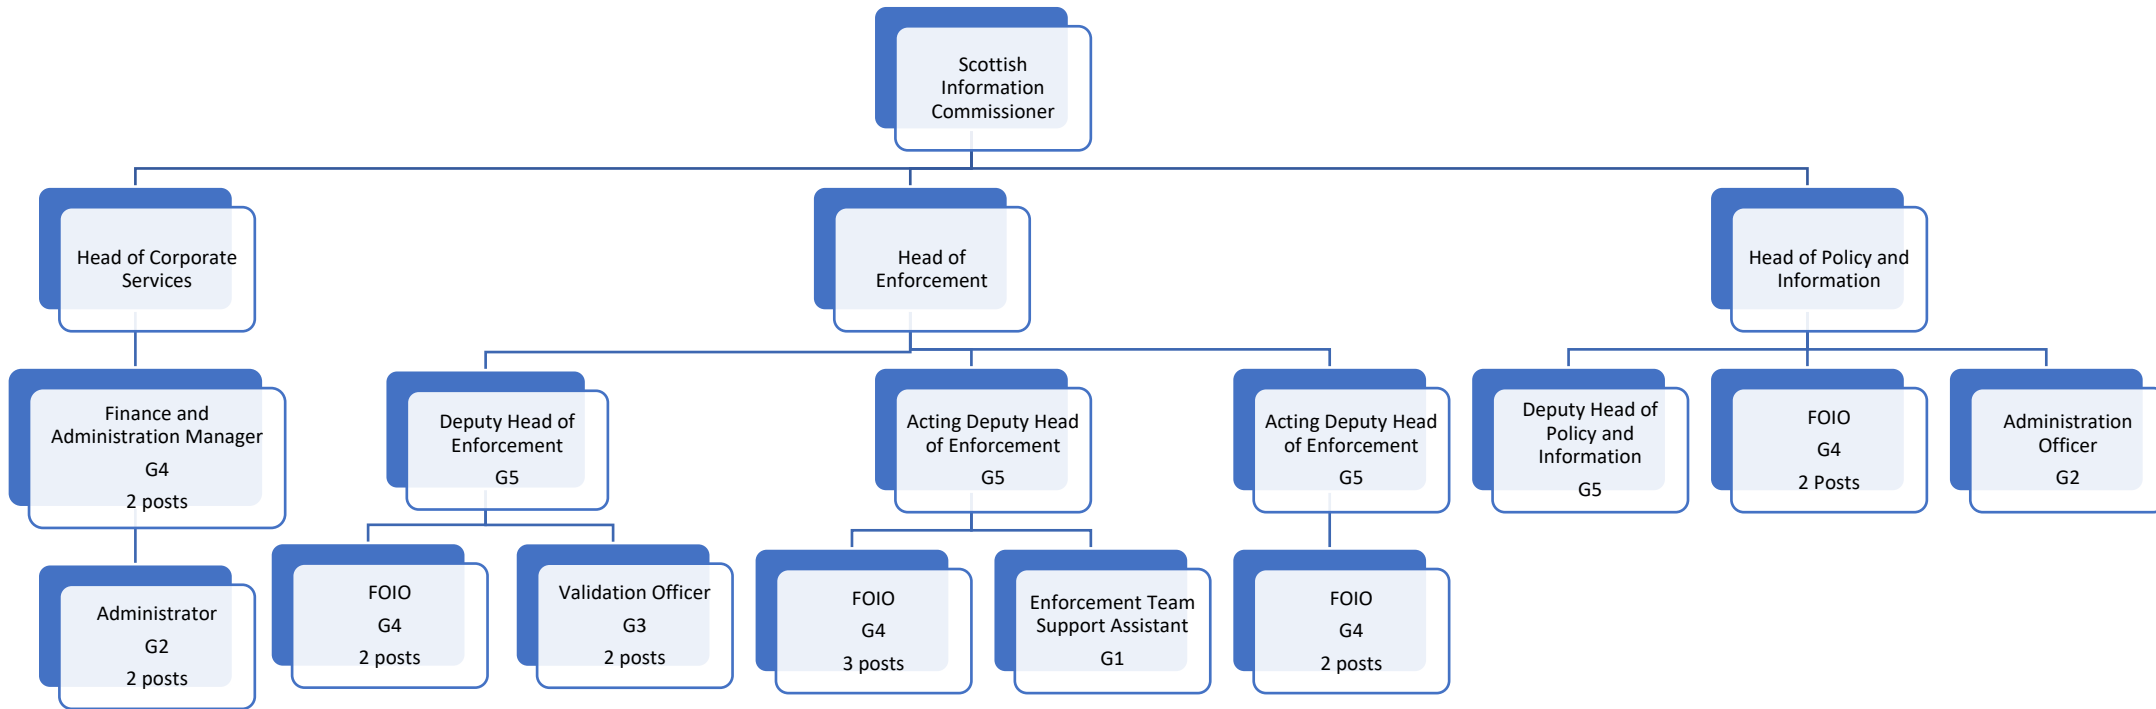 Scottish
Information
Commissioner
Head of Corporate
Services
Head of
Enforcement
Head of Policy and
Information
Finance and
Administration Manager
G4
2 posts
Deputy Head of
Enforcement
G5
Acting Deputy Head
of Enforcement
G5
Acting Deputy Head
of Enforcement
G5
Deputy Head of
Policy and
Information
G5
FOIO
G4
2 Posts
Administration
Officer
G2
Administrator
G2
2 posts
FOIO
G4
2 posts
Validation Officer
G3
2 posts
FOIO
G4
3 posts
Enforcement Team
Support Assistant
G1
FOIO
G4
2 posts